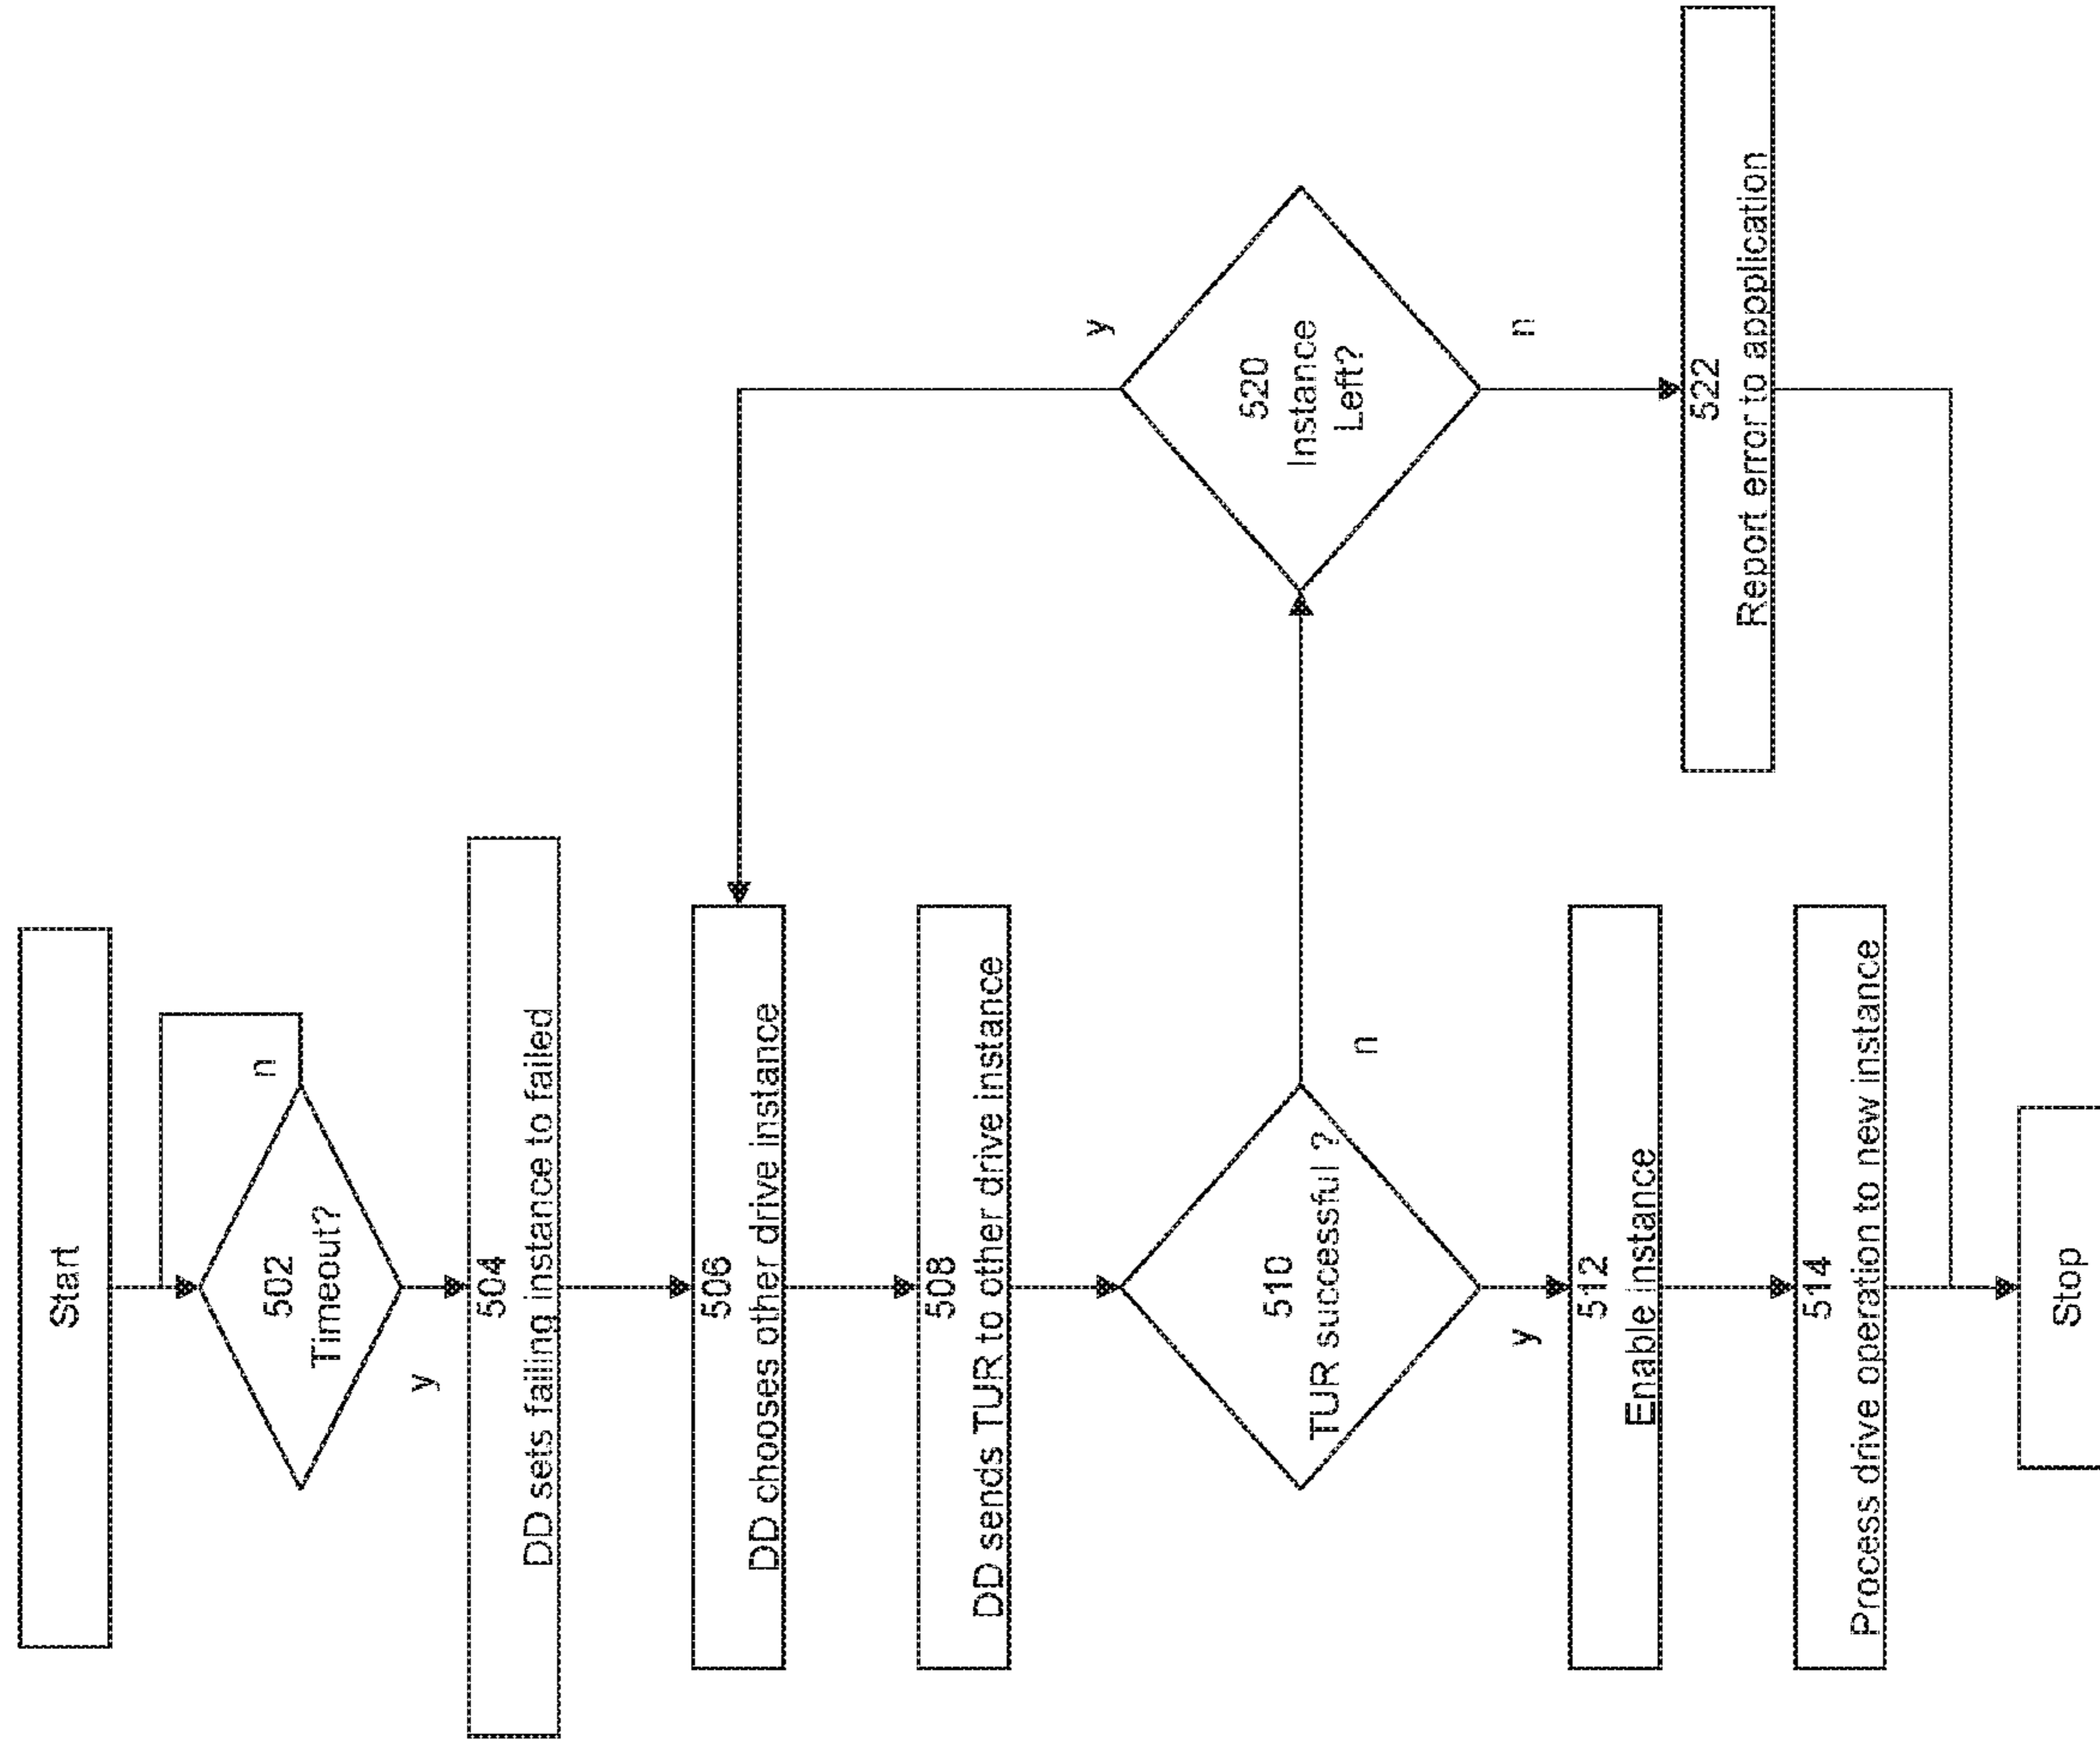 Start
502
Timeout?
n
y
504
DD sets failing instance to failed
506
DD chooses other drive instance
508
DD sends TUR to other drive instance
510
TUR successful ?
n
y
512
Enable instance
514
Process drive operation to new instance
Stop
520
Instance
Left?
y
n
522
Report error to application